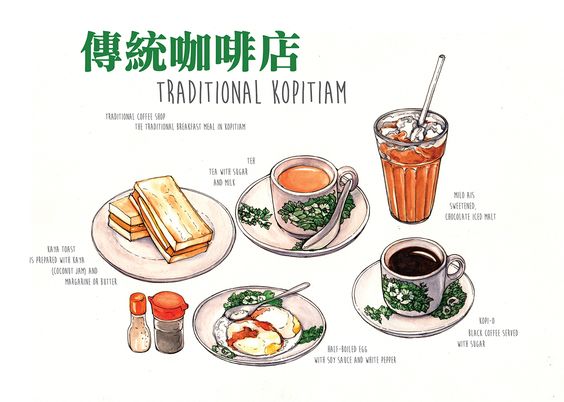 傳統咖啡店
TRADITIONAL KOPITIAM
TRADITIONAL COFFEE SHOP
THE TRADITIONAL BREAKFAST MEAL IN KOPITIAM
TEH
TEA WITH SUGAR
AND MILK
MILO AIS
SWEETENED,
CHOCOLATE ICED MALT
KAYA TOAST
IS PREPARED WITH KAYA
(COCONUT JAM) AND
MARGARINE OR BUTTER
KOPI-O
BLACK COFFEE SERVED
WITH SUGAR
HALF-BOILED EGG
WITH SOY SAUCE AND WHITE PEPPER